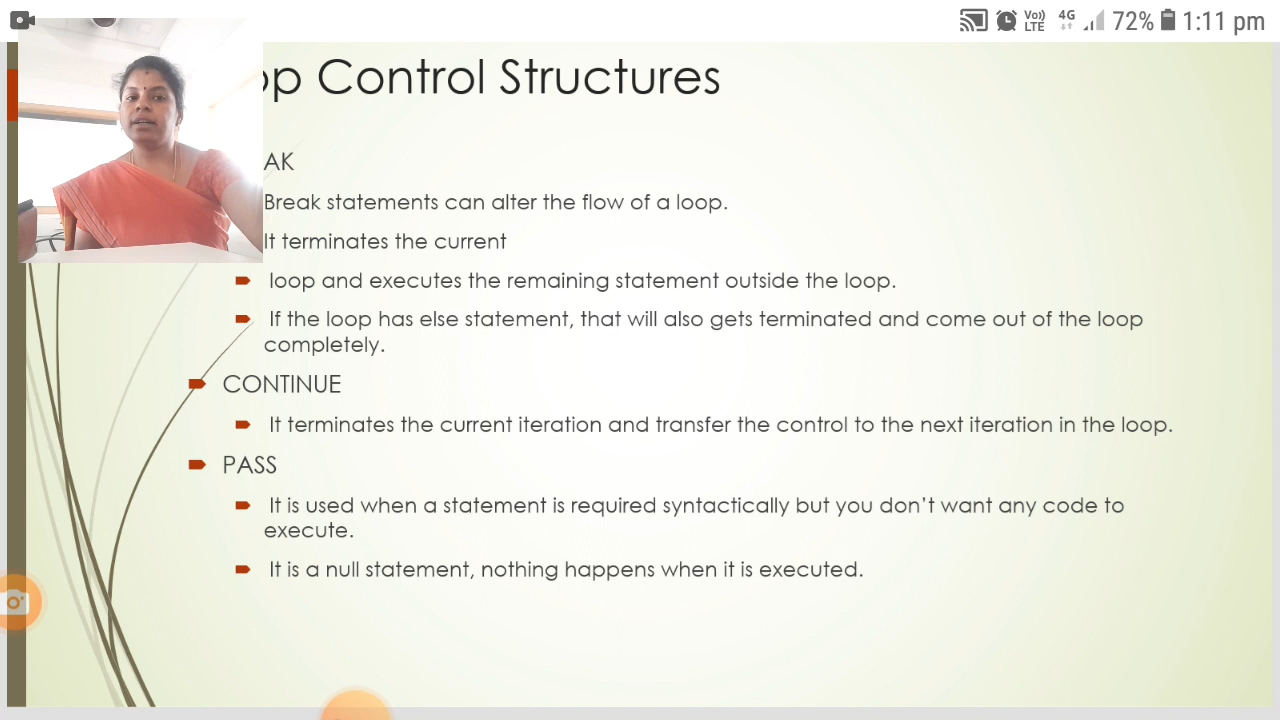 Vo)) 4G 72% 1:11 pm
LTE
op Control Structures
AK
Break statements can alter the flow of a loop.
It terminates the current
loop and executes the remaining statement outside the loop.
If the loop has else statement, that will also gets terminated and come out of the loop
completely.
CONTINUE
It terminates the current iteration and transfer the control to the next iteration in the loop.
PASS
It is used when a statement is required syntactically but you don’t want any code to
execute.
It is a null statement, nothing happens when it is executed.